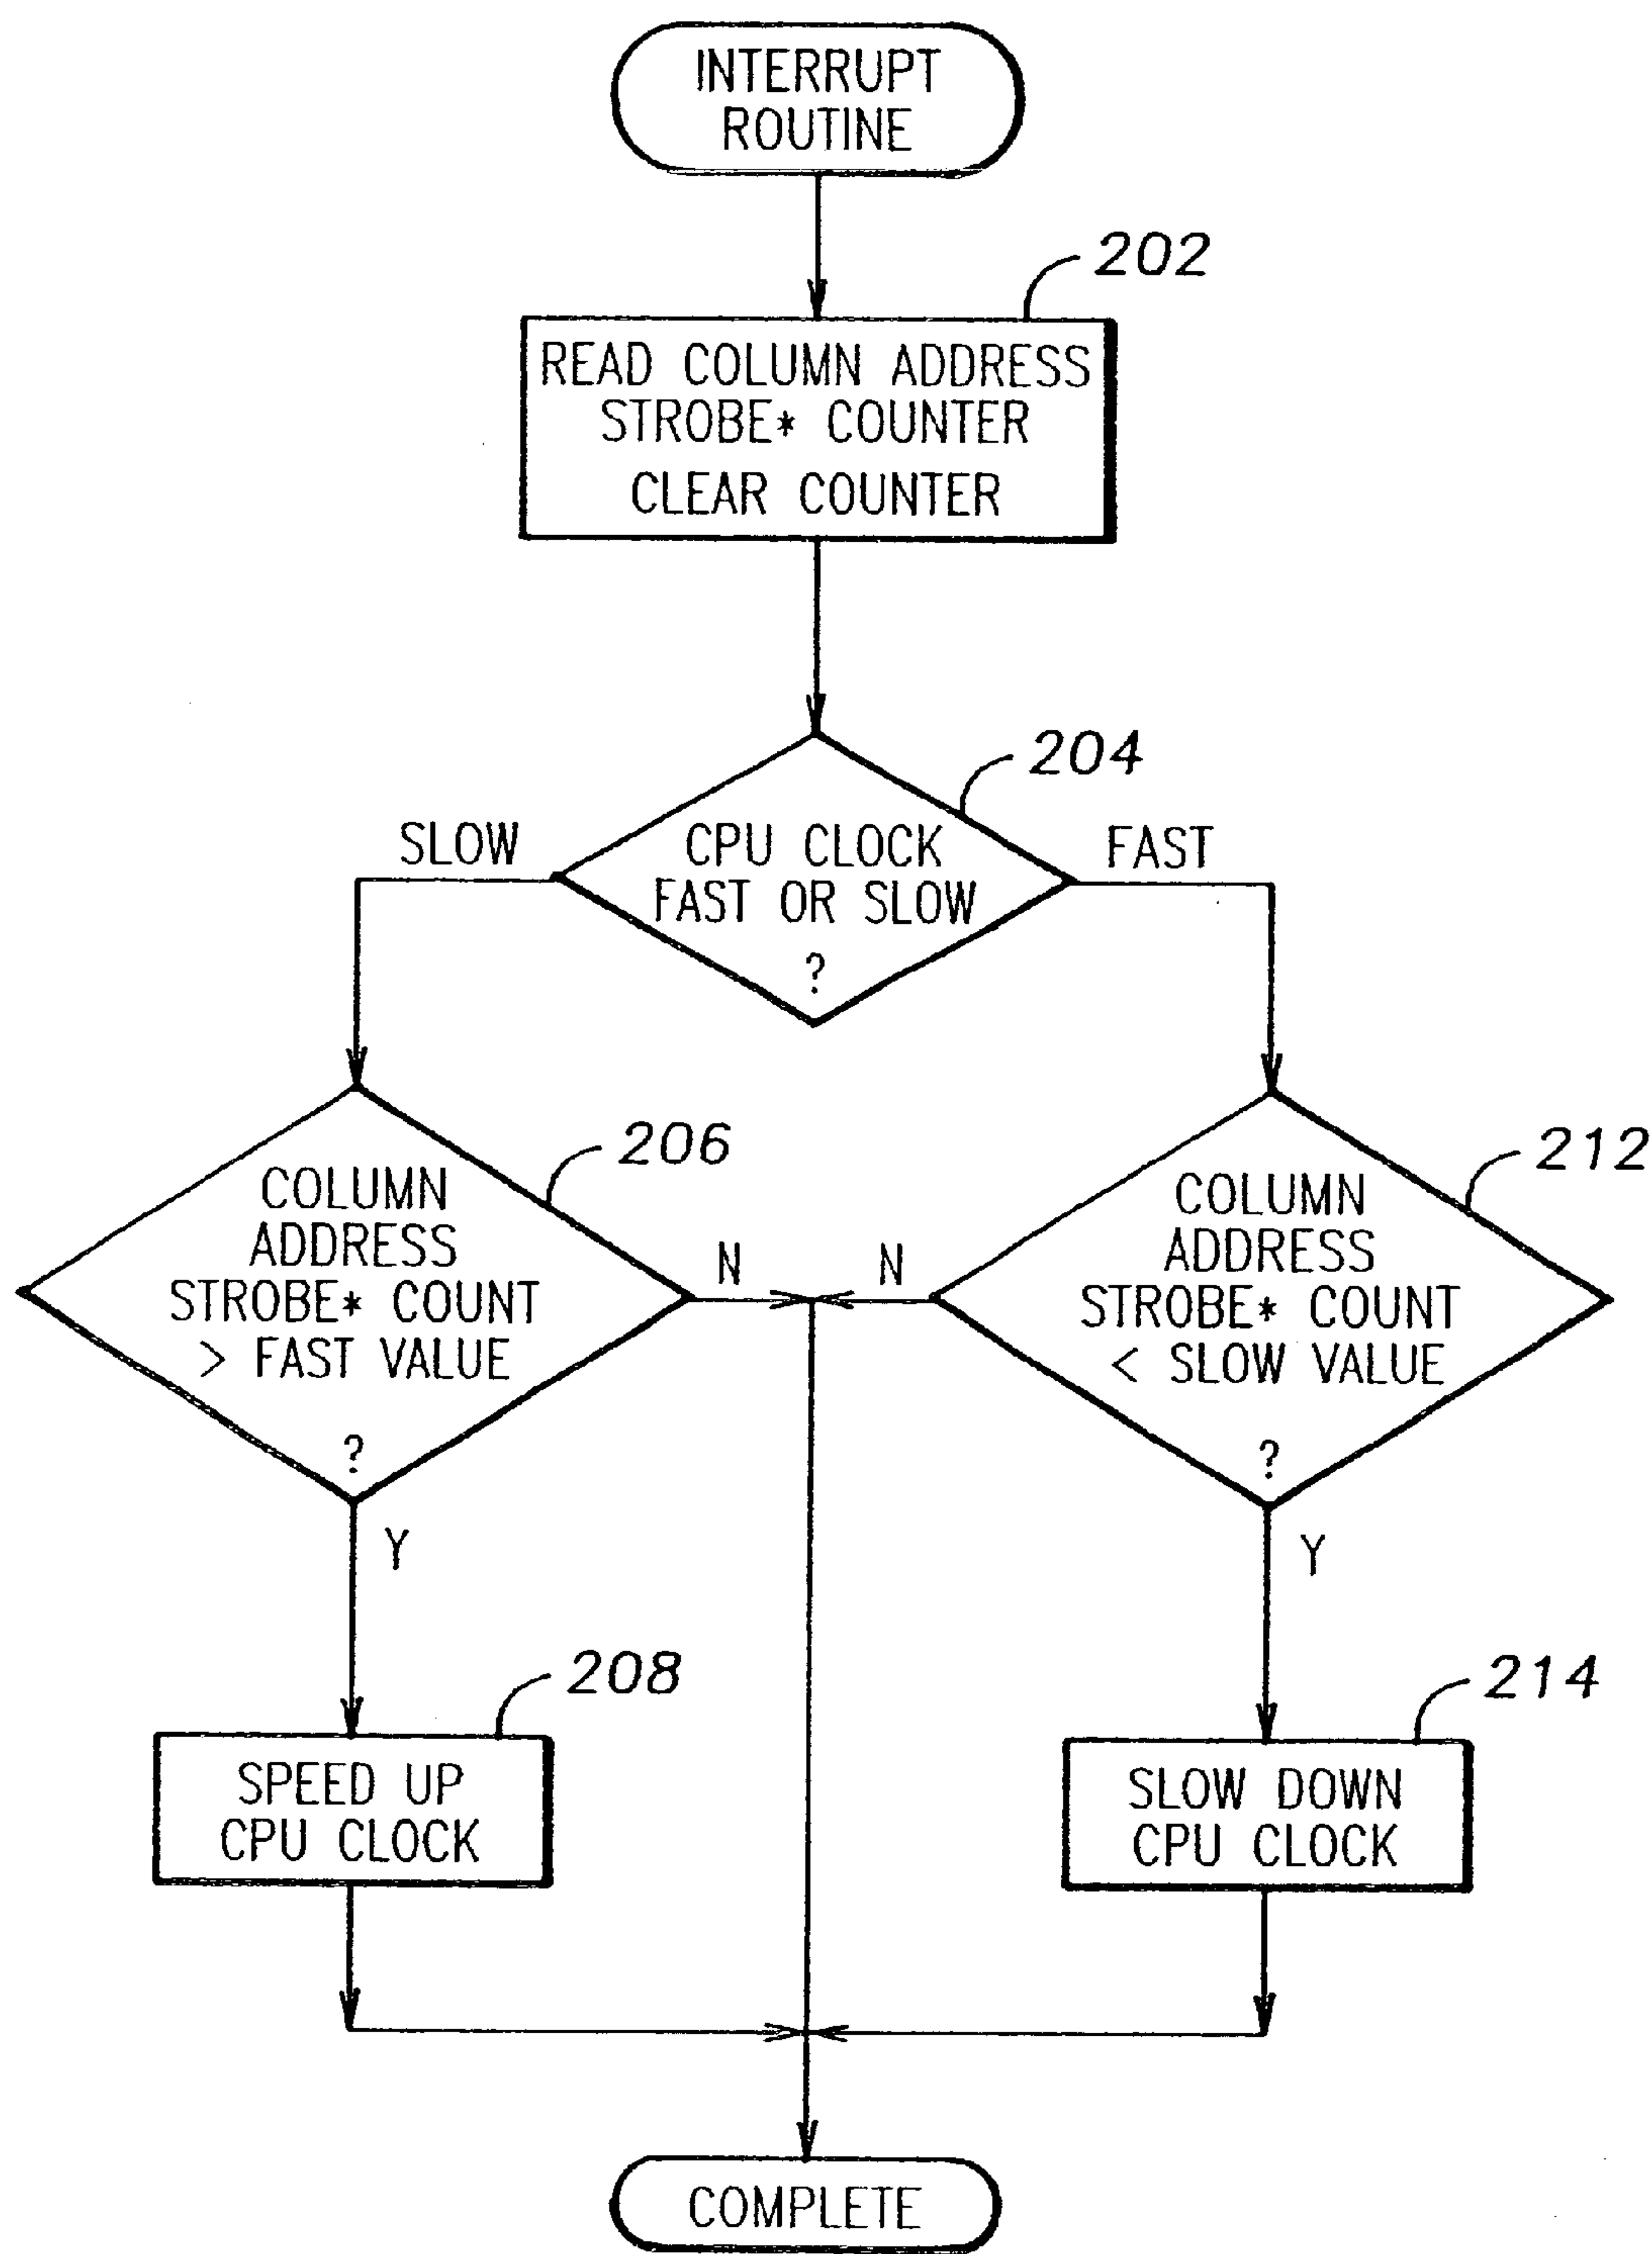 INTERRUPT
ROUTINE
202
READ COLUMN ADDRESS
STROBE* COUNTER
CLEAR COUNTER
204
SLOW
CPU CLOCK
FAST OR SLOW
?
FAST
206
COLUMN
ADDRESS
STROBE* COUNT
> FAST VALUE
?
N
N
212
COLUMN
ADDRESS
STROBE* COUNT
< SLOW VALUE
?
Y
Y
208
SPEED UP
CPU CLOCK
214
SLOW DOWN
CPU CLOCK
COMPLETE